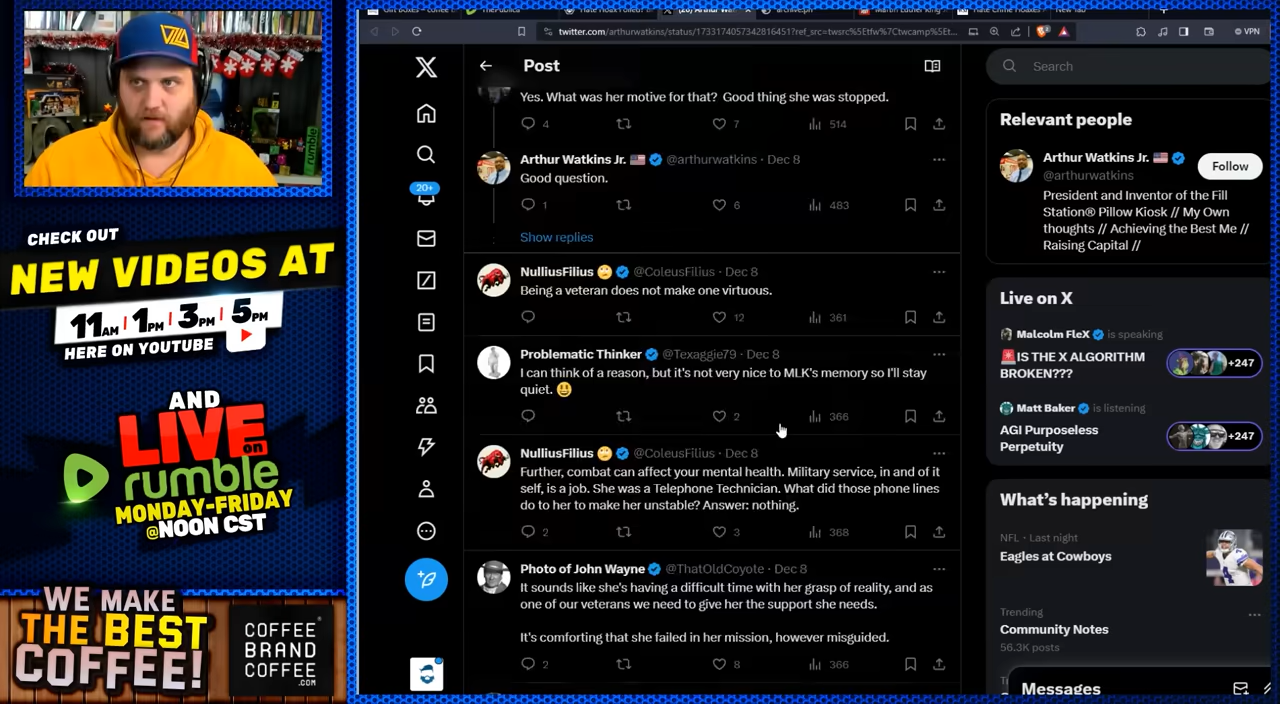 CHECK OUT
NEW VIDEOS AT
11AM | 1PM | 3PM | 5PM
HERE ON YOUTUBE
AND
LIVE on
rumble
MONDAY-FRIDAY
@NOON CST
WE MAKE
THE BEST
COFFEE!
COFFEE
BRAND
COFFEE
.COM
rumble
twitter.com/arthurwatkins/status/1733174057342816451?ref_src=twsrc%5Etfw%7Ctwcamp%5Et...
VPN
20+
Post
Yes. What was her motive for that? Good thing she was stopped.
4 7 514
Arthur Watkins Jr. 🇺🇸 @arthurwatkins · Dec 8
Good question.
1 6 483
Show replies
NulliusFilius 🙄 @ColeusFilius · Dec 8
Being a veteran does not make one virtuous.
12 361
Problematic Thinker @Texaggie79 · Dec 8
I can think of a reason, but it's not very nice to MLK's memory so I'll stay
quiet. 😃
2 366
NulliusFilius 🙄 @ColeusFilius · Dec 8
Further, combat can affect your mental health. Military service, in and of it
self, is a job. She was a Telephone Technician. What did those phone lines
do to her to make her unstable? Answer: nothing.
2 3 368
Photo of John Wayne @ThatOldCoyote · Dec 8
It sounds like she's having a difficult time with her grasp of reality, and as
one of our veterans we need to give her the support she needs.
It's comforting that she failed in her mission, however misguided.
2 8 366
Search
Relevant people
Arthur Watkins Jr. 🇺🇸
@arthurwatkins
Follow
President and Inventor of the Fill
Station® Pillow Kiosk // My Own
thoughts // Achieving the Best Me //
Raising Capital //
Live on X
Malcolm FleX is speaking
🚨IS THE X ALGORITHM
BROKEN???
+247
Matt Baker is listening
AGI Purposeless
Perpetuity
+247
What's happening
NFL · Last night
Eagles at Cowboys
Trending
Community Notes
56.3K posts
Messages